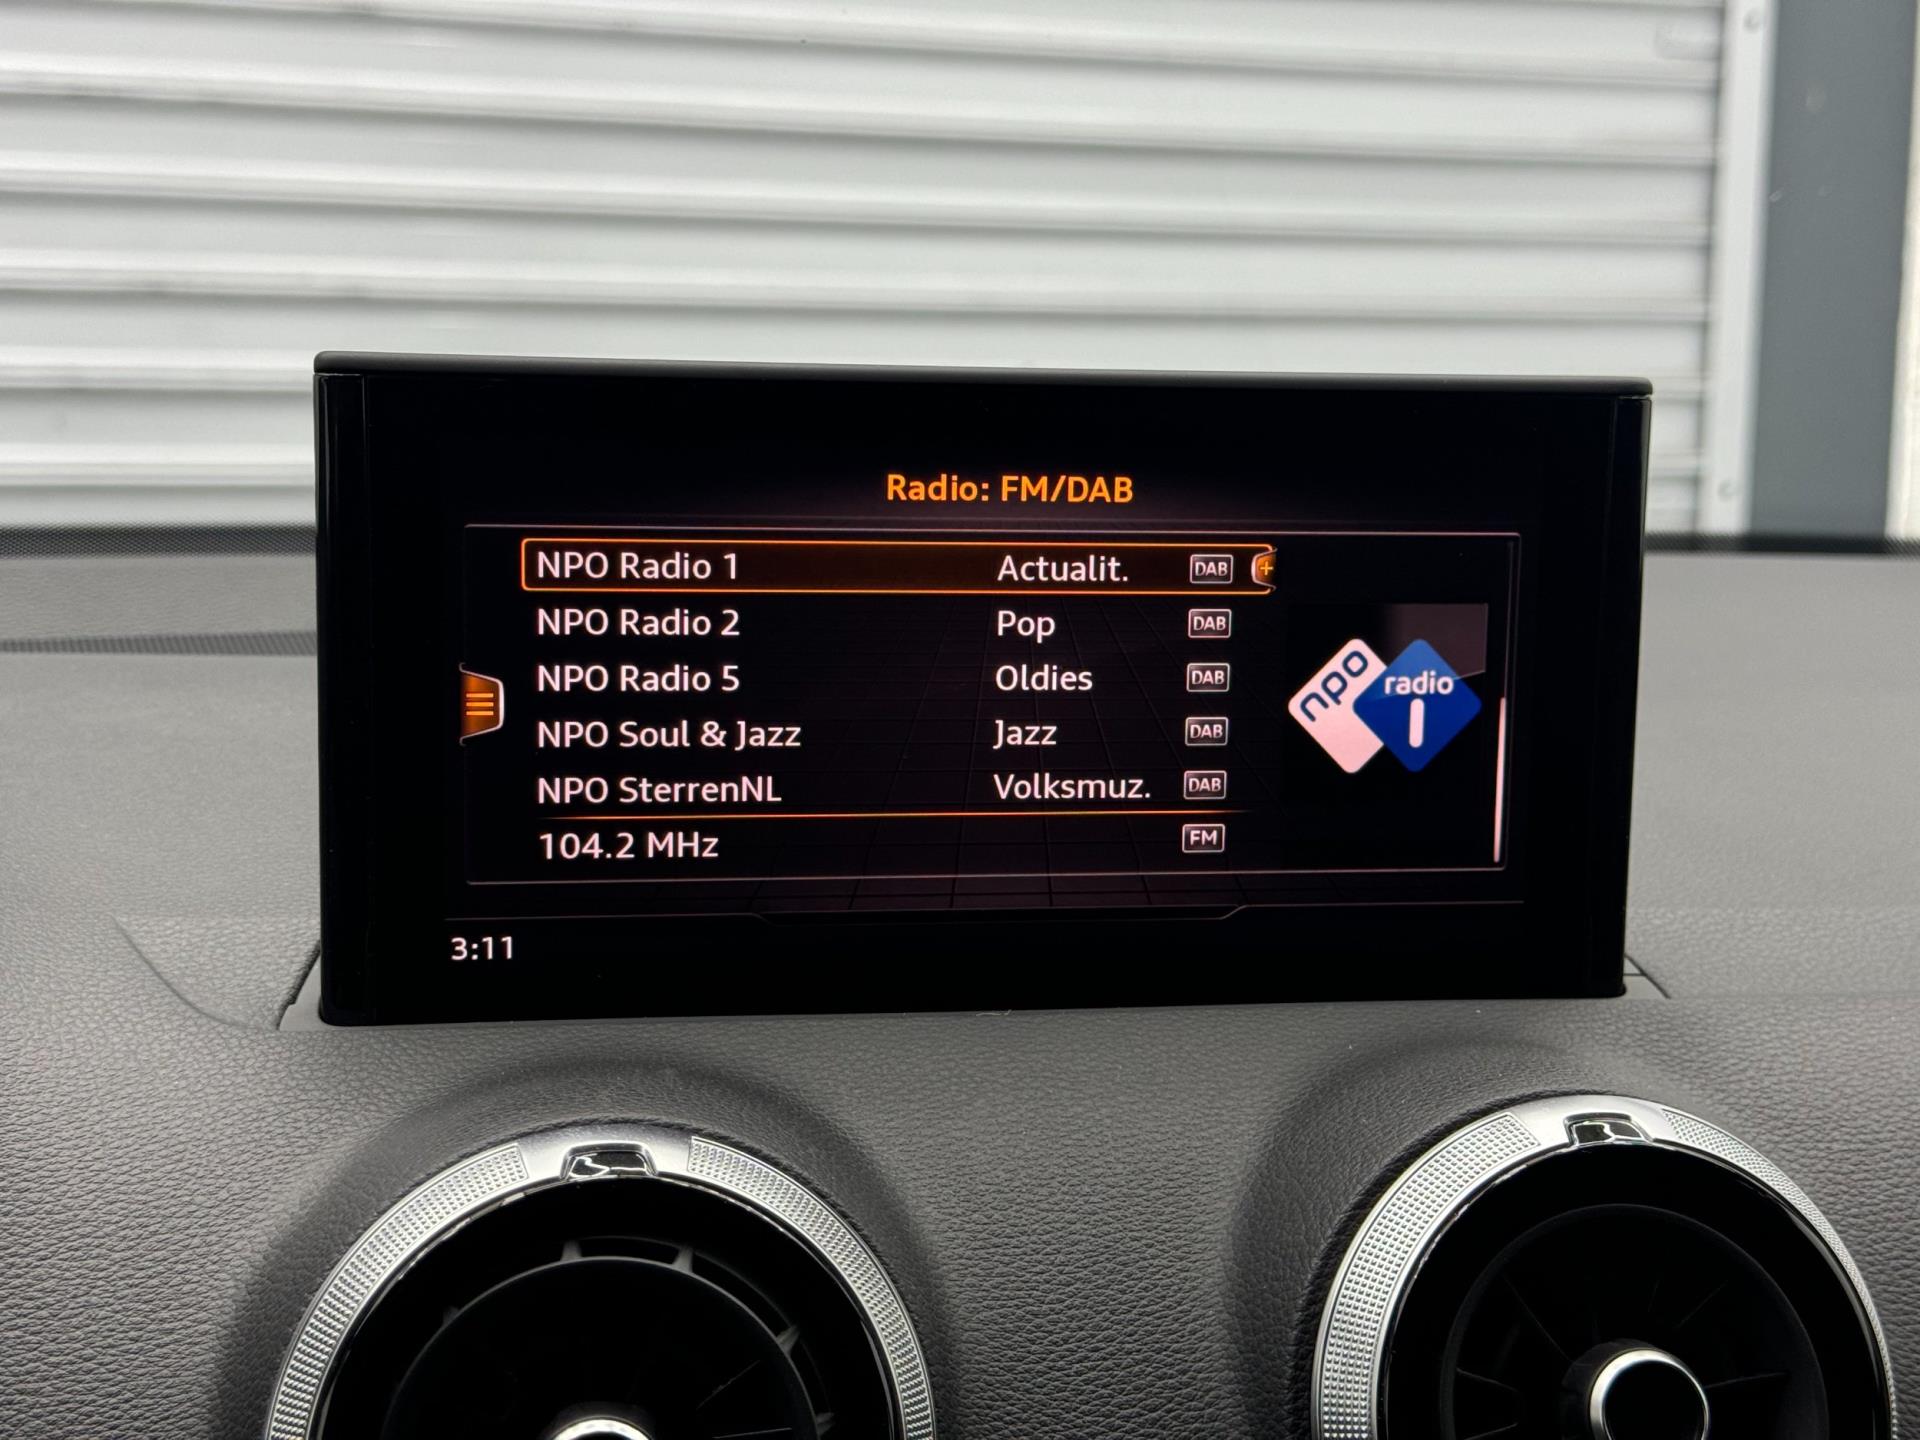 Radio: FM/DAB
NPO Radio 1 Actualit. DAB
NPO Radio 2 Pop DAB
NPO Radio 5 Oldies DAB
NPO Soul & Jazz Jazz DAB
NPO SterrenNL Volksmuz. DAB
104.2 MHz FM
npo radio 1
3:11